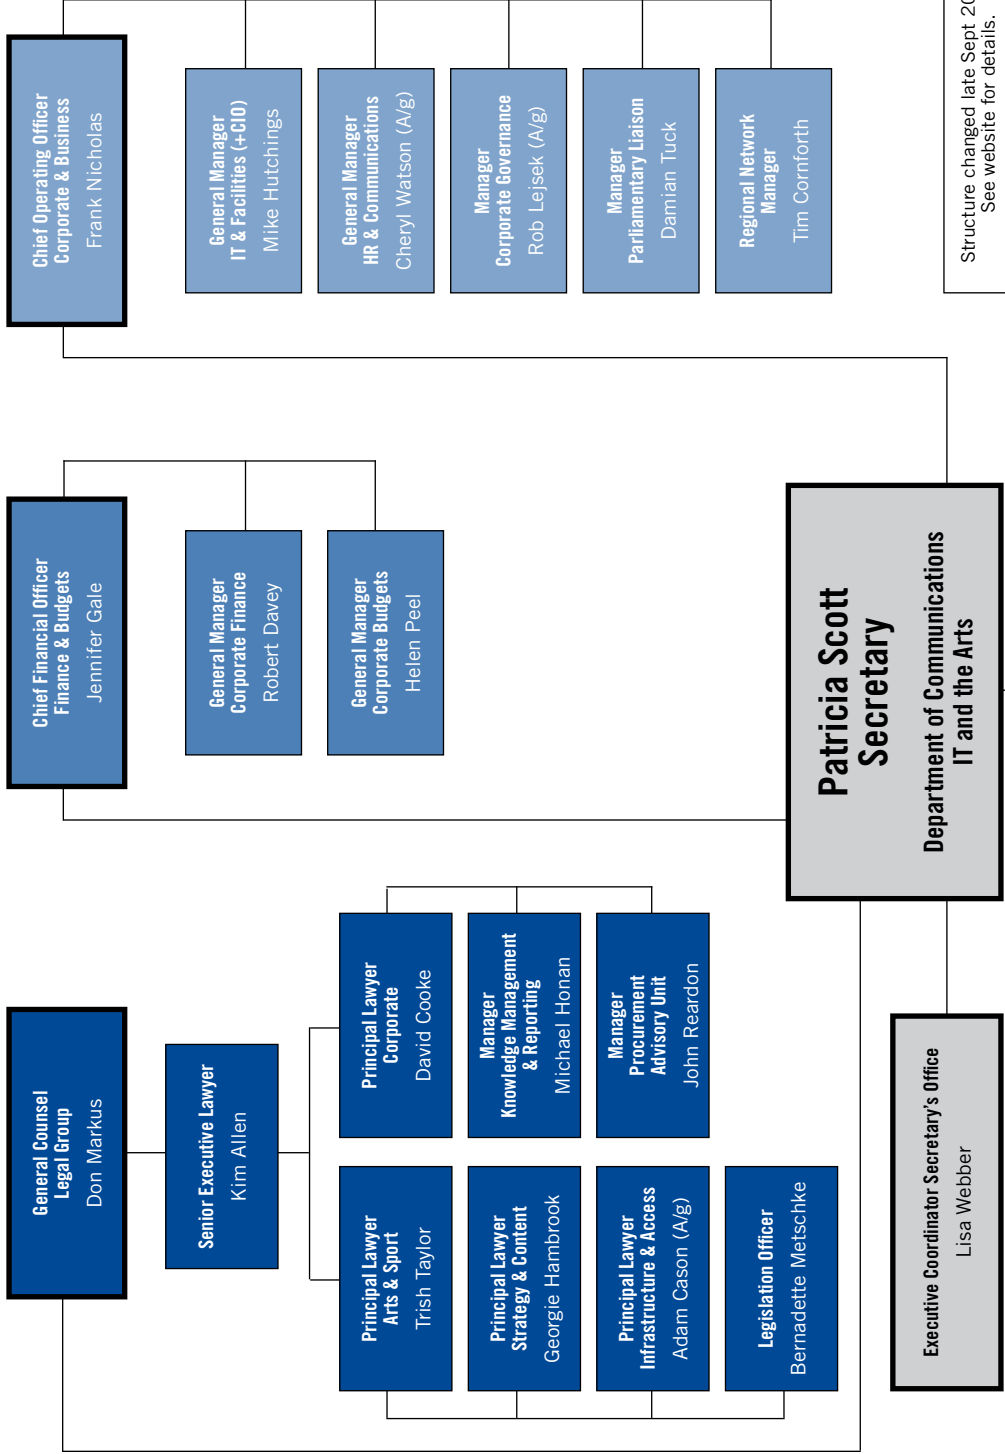 General Counsel
Legal Group
Don Markus
Senior Executive Lawyer
Kim Allen
Principal Lawyer
Arts & Sport
Trish Taylor
Principal Lawyer
Strategy & Content
Georgie Hambrook
Principal Lawyer
Infrastructure & Access
Adam Cason (A/g)
Legislation Officer
Bernadette Metschke
Principal Lawyer
Corporate
David Cooke
Manager
Knowledge Management
& Reporting
Michael Honan
Manager
Procurement
Advisory Unit
John Reardon
Chief Financial Officer
Finance & Budgets
Jennifer Gale
General Manager
Corporate Finance
Robert Davey
General Manager
Corporate Budgets
Helen Peel
Chief Operating Officer
Corporate & Business
Frank Nicholas
General Manager
IT & Facilities (+CIO)
Mike Hutchings
General Manager
HR & Communications
Cheryl Watson (A/g)
Manager
Corporate Governance
Rob Lejsek (A/g)
Manager
Parliamentary Liaison
Damian Tuck
Regional Network
Manager
Tim Cornforth
Executive Coordinator Secretary's Office
Lisa Webber
Patricia Scott
Secretary
Department of Communications
IT and the Arts
Structure changed late Sept 20
See website for details.